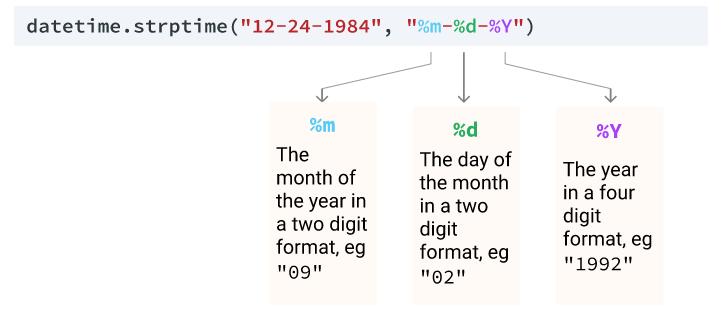 datetime.strptime("12-24-1984", "%m-%d-%Y")
%m
The
month of
the year in
a two digit
format, eg
"09"
%d
The day of
the month
in a two
digit
format, eg
"02"
%Y
The year
in a four
digit
format, eg
"1992"